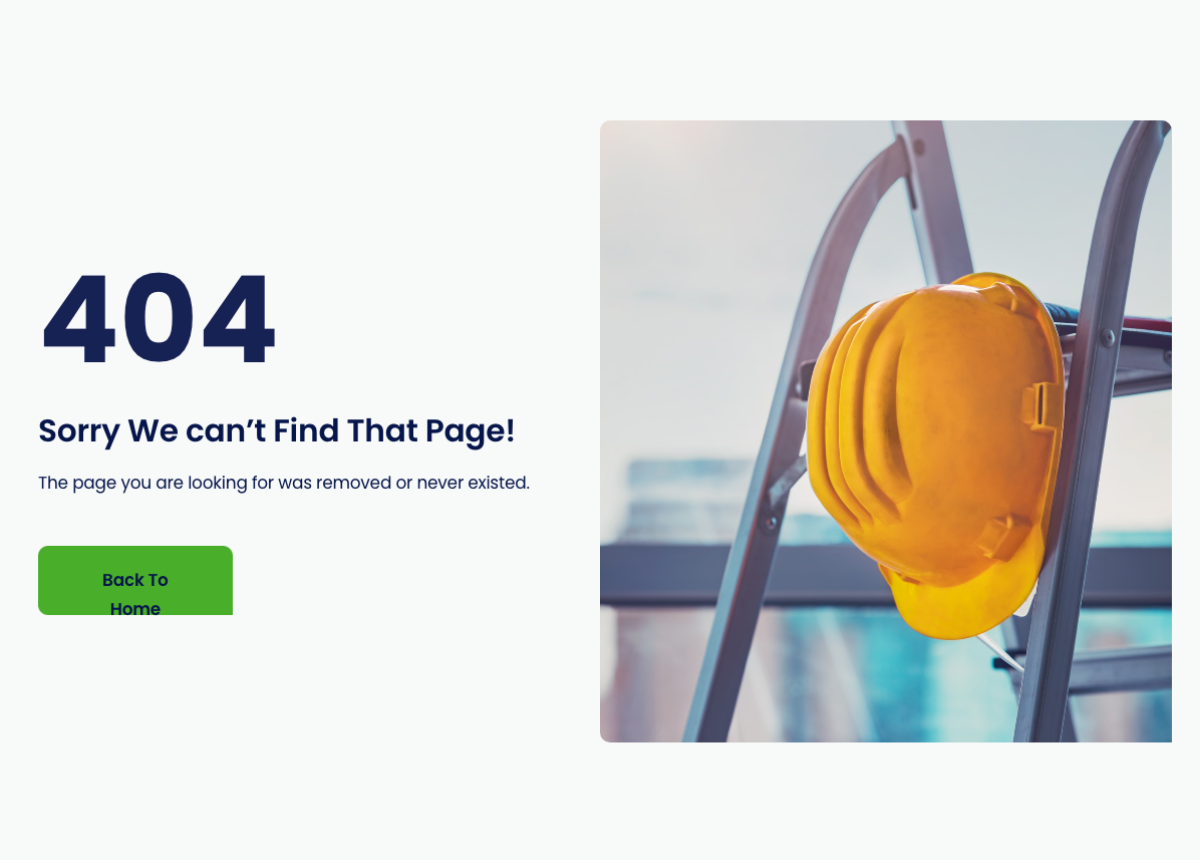 404
Sorry We can’t Find That Page!
The page you are looking for was removed or never existed.
Back To
Home